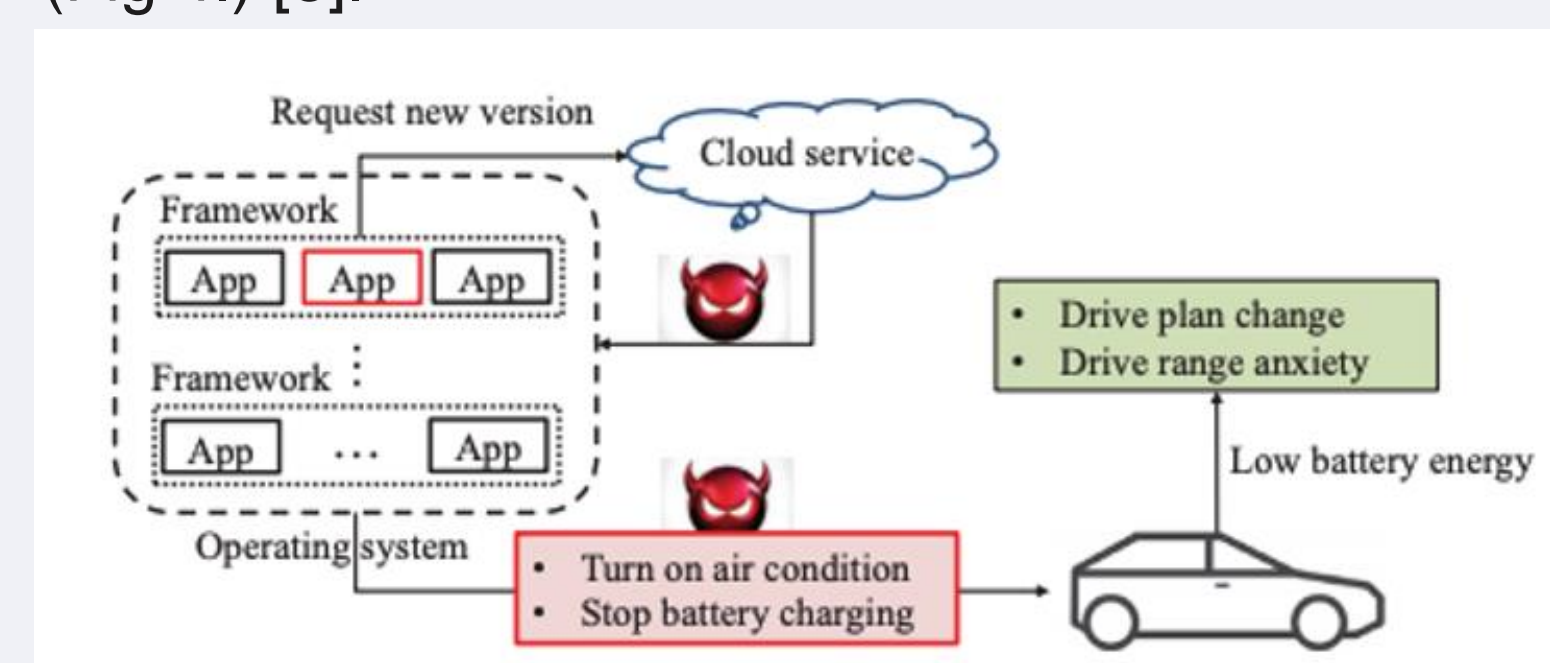 Request new version
Cloud service
Framework
App App App
Framework
App ... App
Operating system
• Turn on air condition
• Stop battery charging
• Drive plan change
• Drive range anxiety
Low battery energy